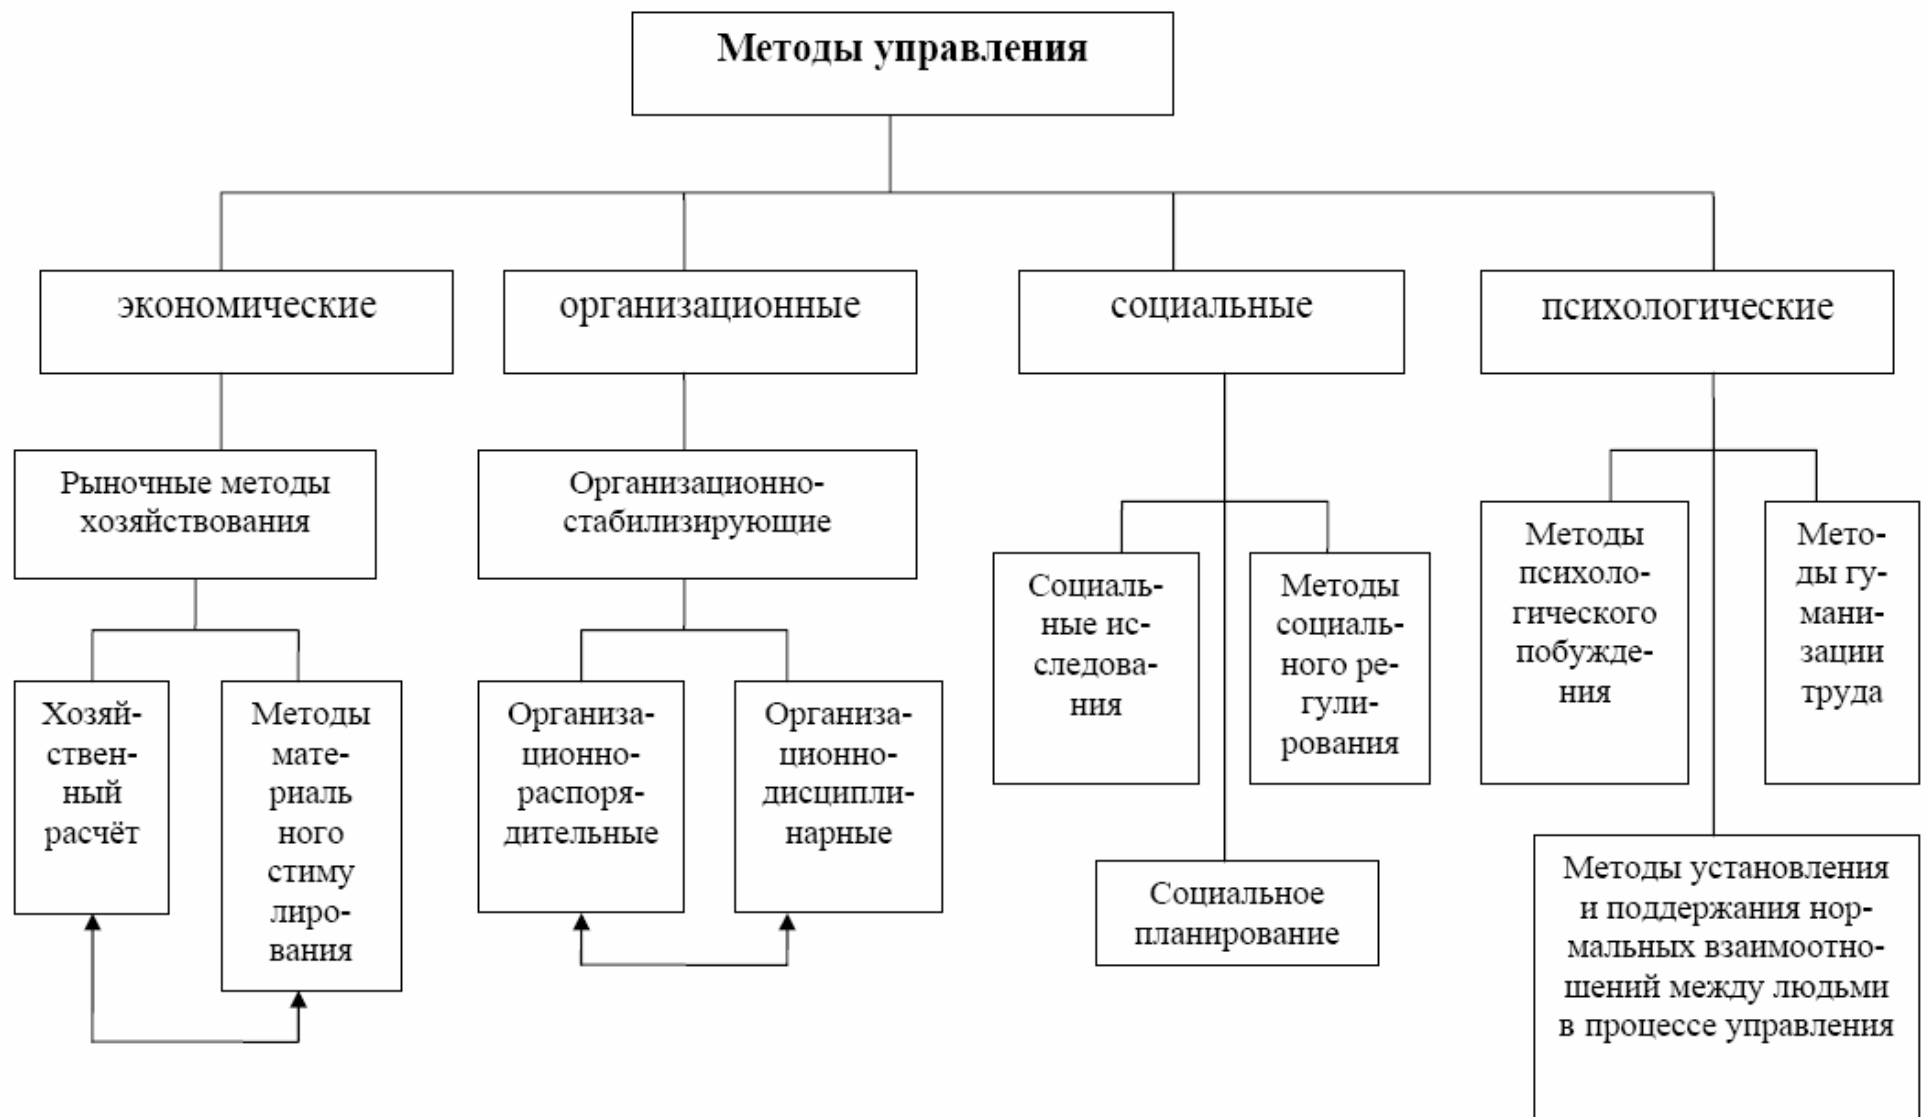 Методы управления
экономические
организационные
социальные
психологические
Рыночные методы
хозяйствования
Организационно-
стабилизирующие
Хозяй-
ствен-
ный
расчёт
Методы
мате-
риаль
ного
стиму
лиро-
вания
Организа-
ционно-
распоря-
дительные
Организа-
ционно-
дисципли-
нарные
Социаль-
ные ис-
следова-
ния
Методы
социаль-
ного ре-
гули-
рования
Социальное
планирование
Методы
психоло-
гического
побужде-
ния
Мето-
ды гу-
мани-
зации
труда
Методы установления
и поддержания нор-
мальных взаимоотно-
шений между людьми
в процессе управления